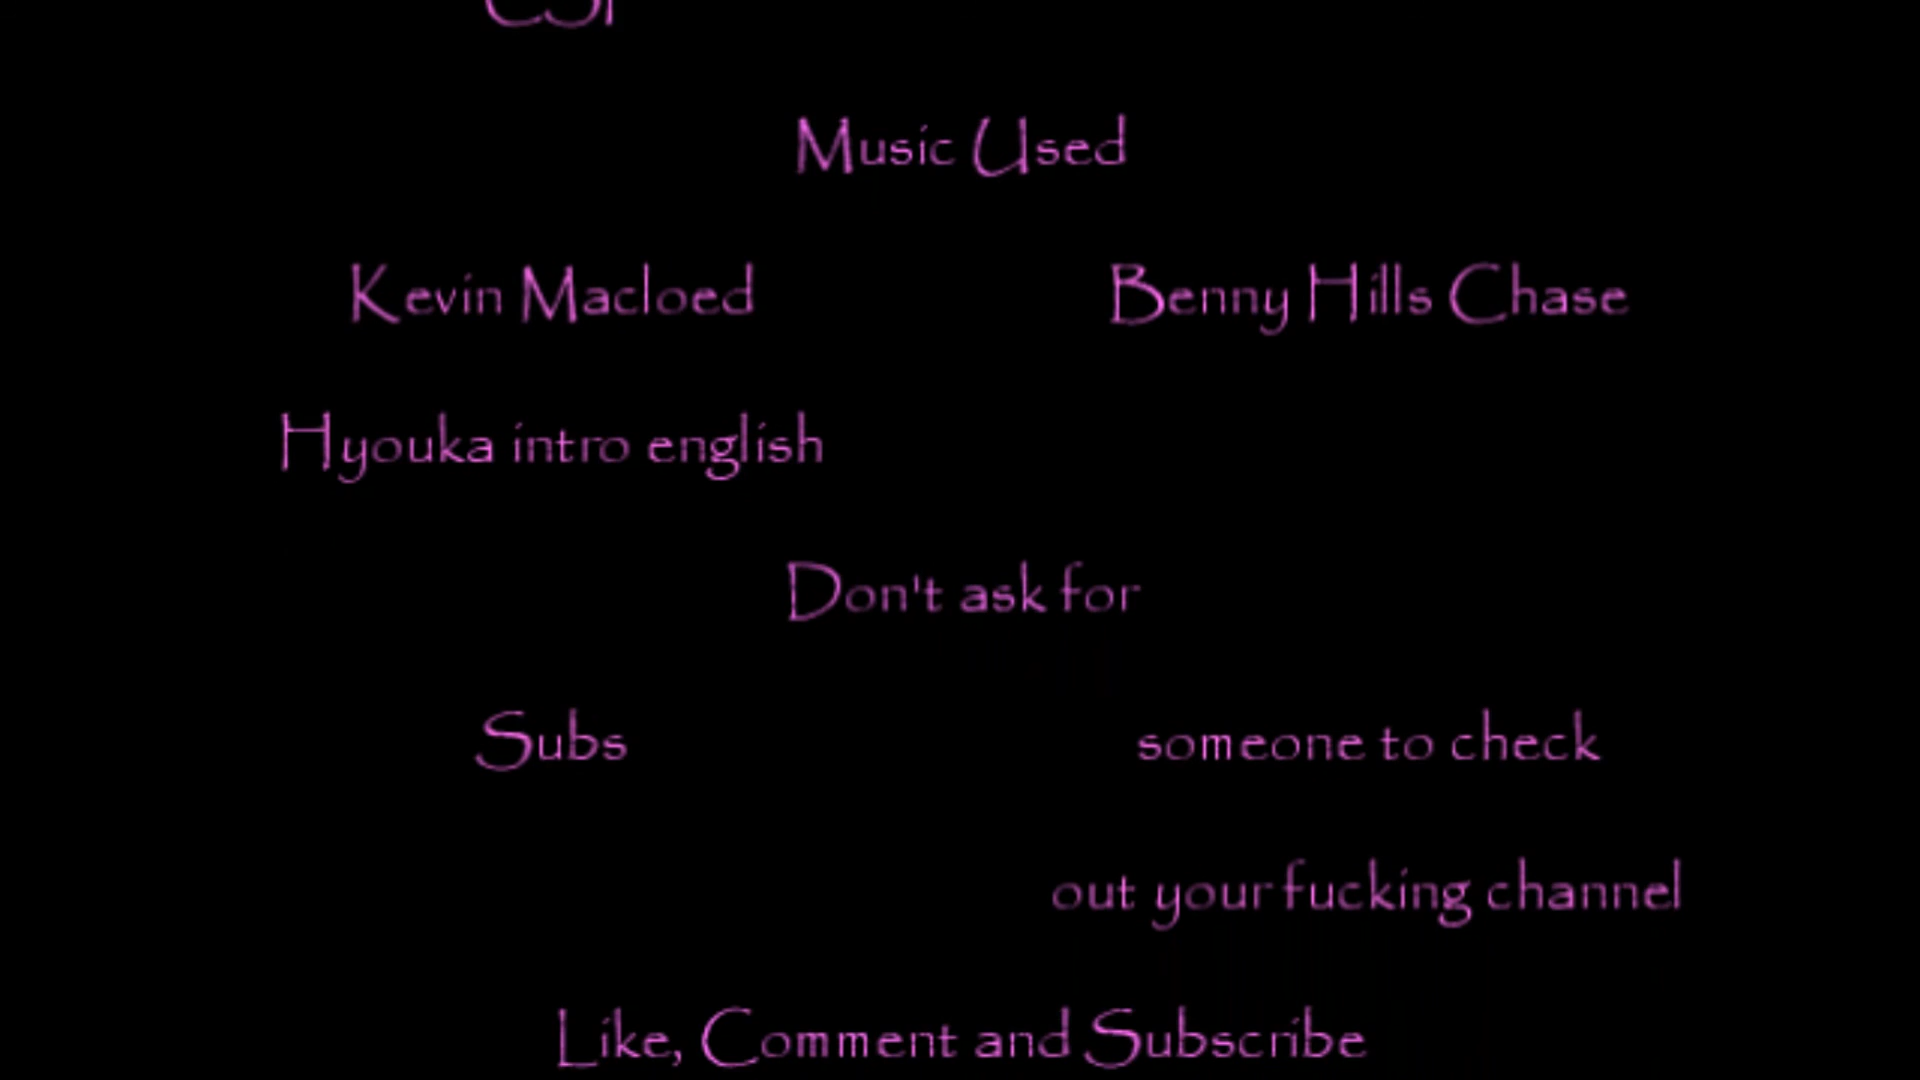 CSI
Music Used
Kevin Macloed Benny Hills Chase
Hyouka intro english
Don't ask for
Subs someone to check
out your fucking channel
Like, Comment and Subscribe